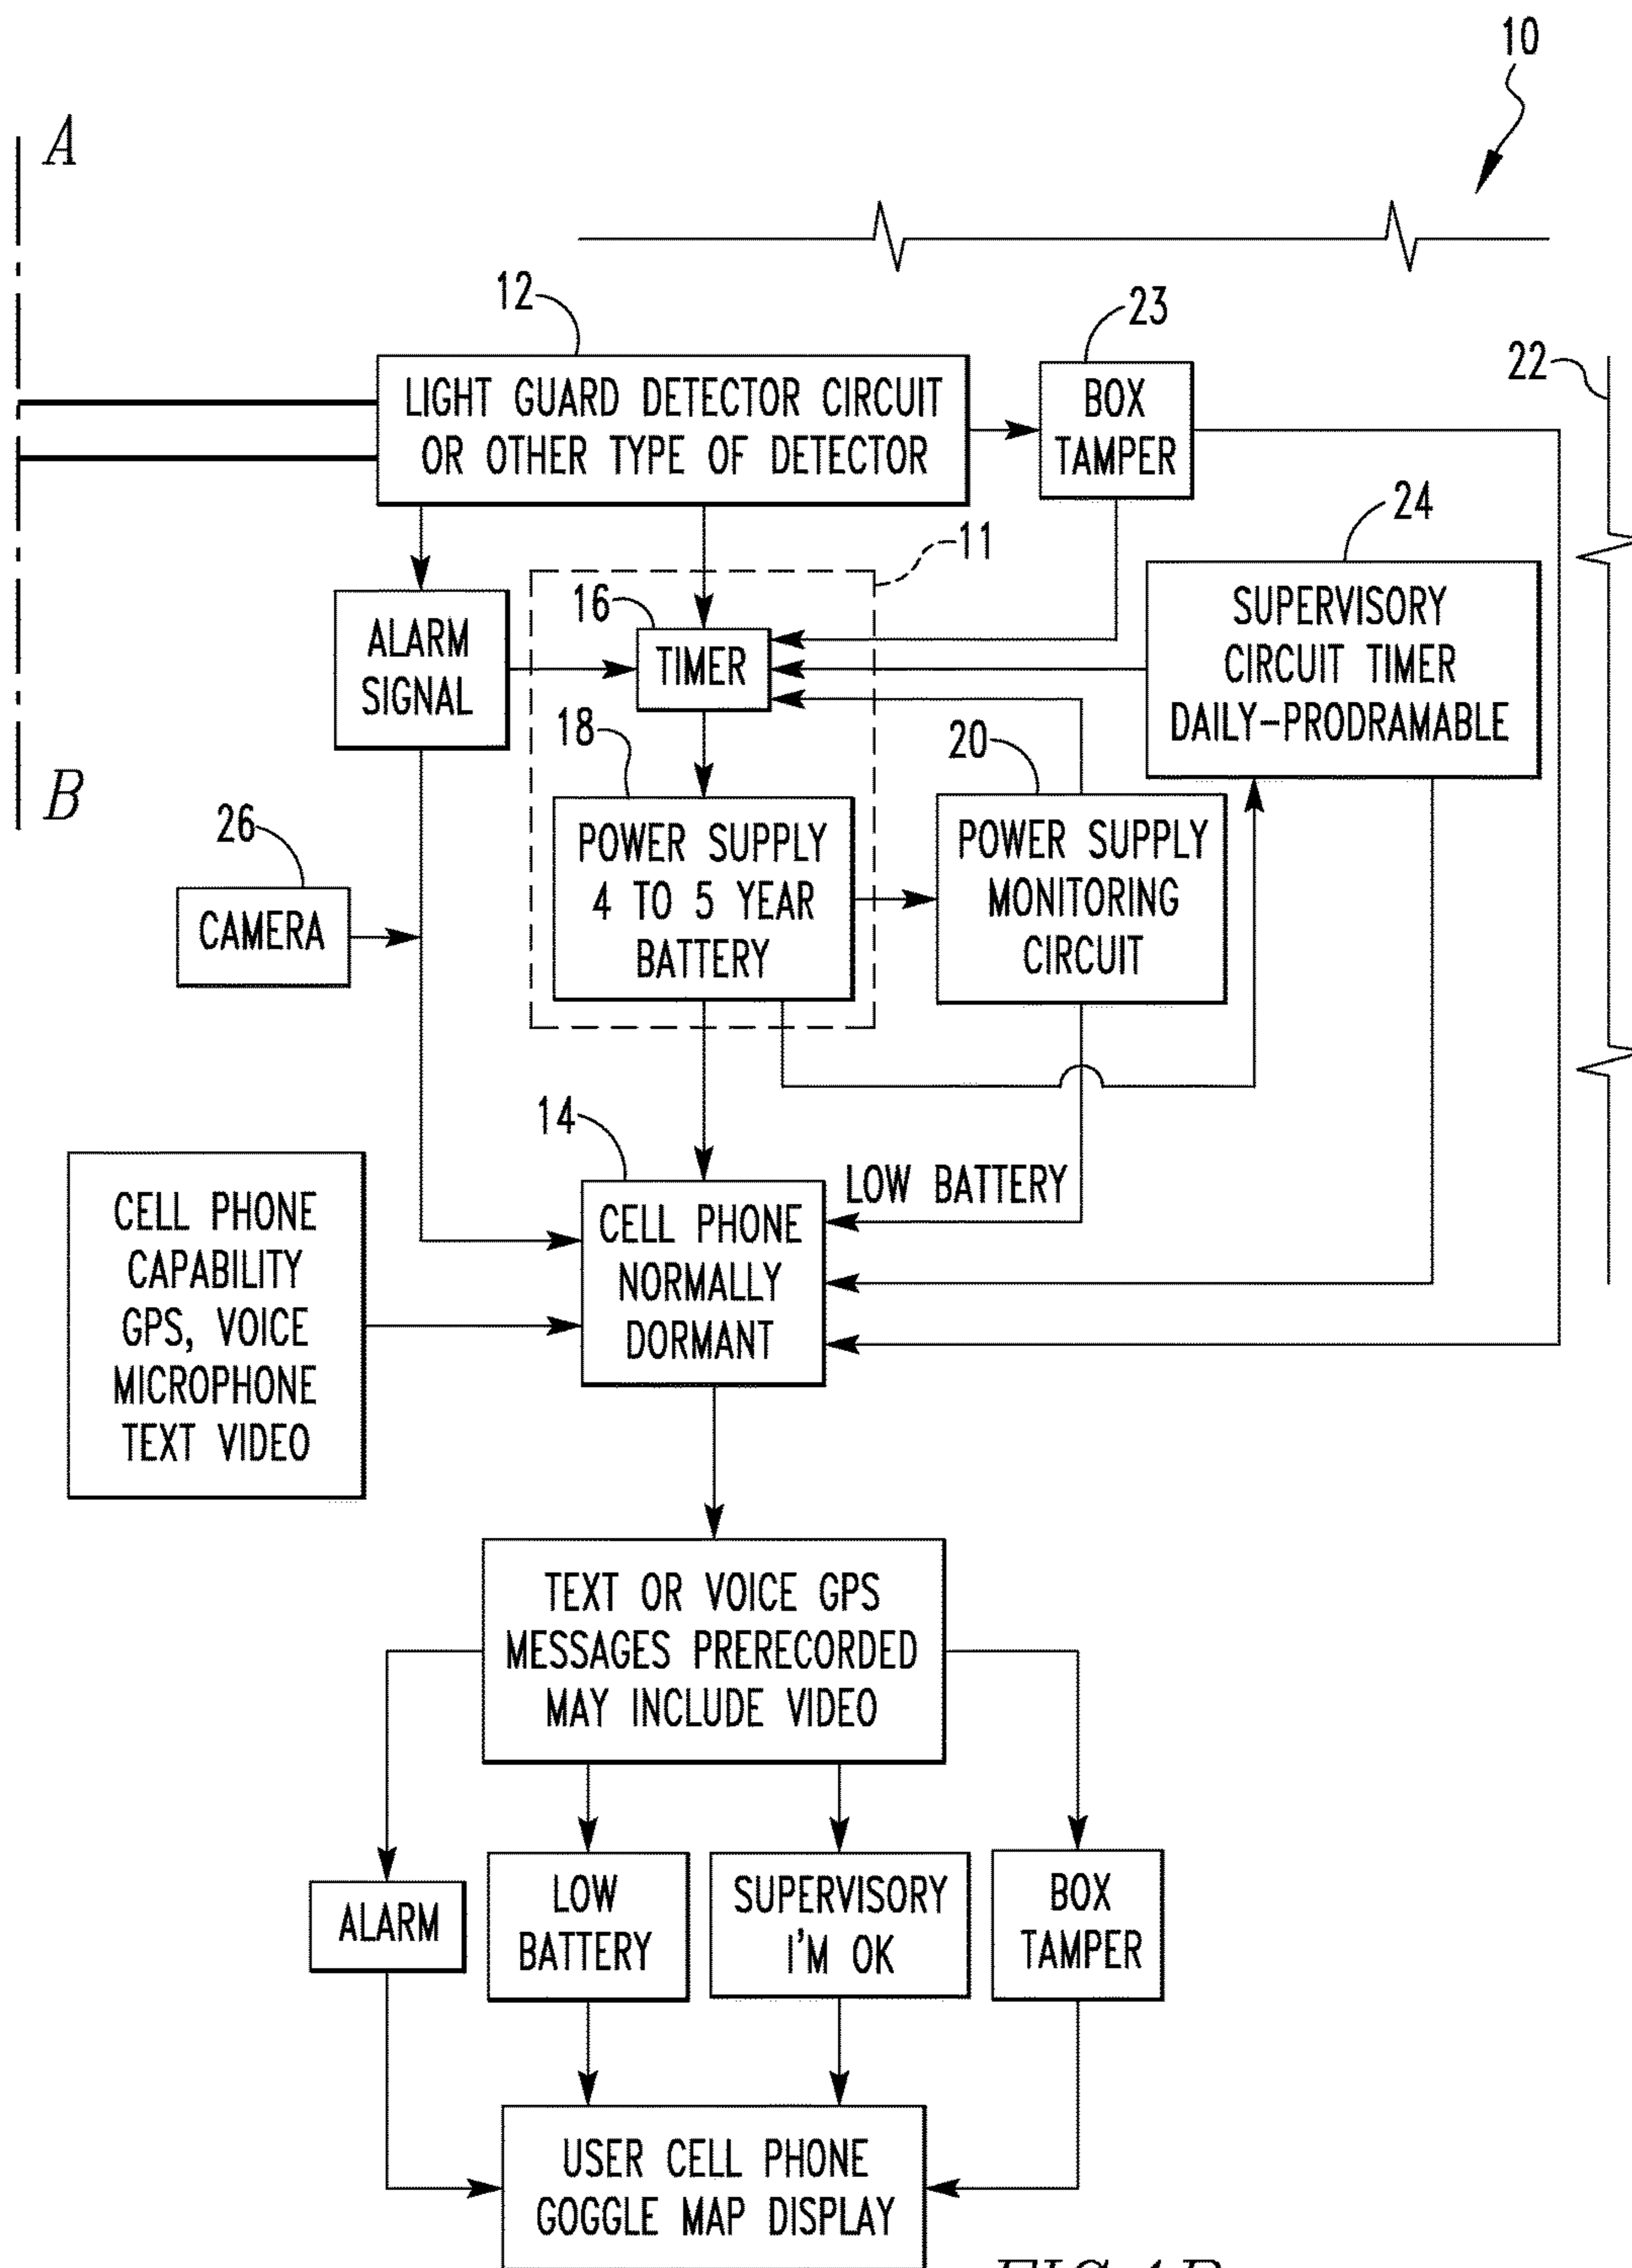 10
A
12
23
22
LIGHT GUARD DETECTOR CIRCUIT
OR OTHER TYPE OF DETECTOR
BOX
TAMPER
24
11
16
ALARM
SIGNAL
TIMER
SUPERVISORY
CIRCUIT TIMER
DAILY-PRODRAMABLE
18
20
B
26
CAMERA
POWER SUPPLY
4 TO 5 YEAR
BATTERY
POWER SUPPLY
MONITORING
CIRCUIT
14
LOW BATTERY
CELL PHONE
CAPABILITY
GPS, VOICE
MICROPHONE
TEXT VIDEO
CELL PHONE
NORMALLY
DORMANT
TEXT OR VOICE GPS
MESSAGES PRERECORDED
MAY INCLUDE VIDEO
ALARM
LOW
BATTERY
SUPERVISORY
I'M OK
BOX
TAMPER
USER CELL PHONE
GOGGLE MAP DISPLAY